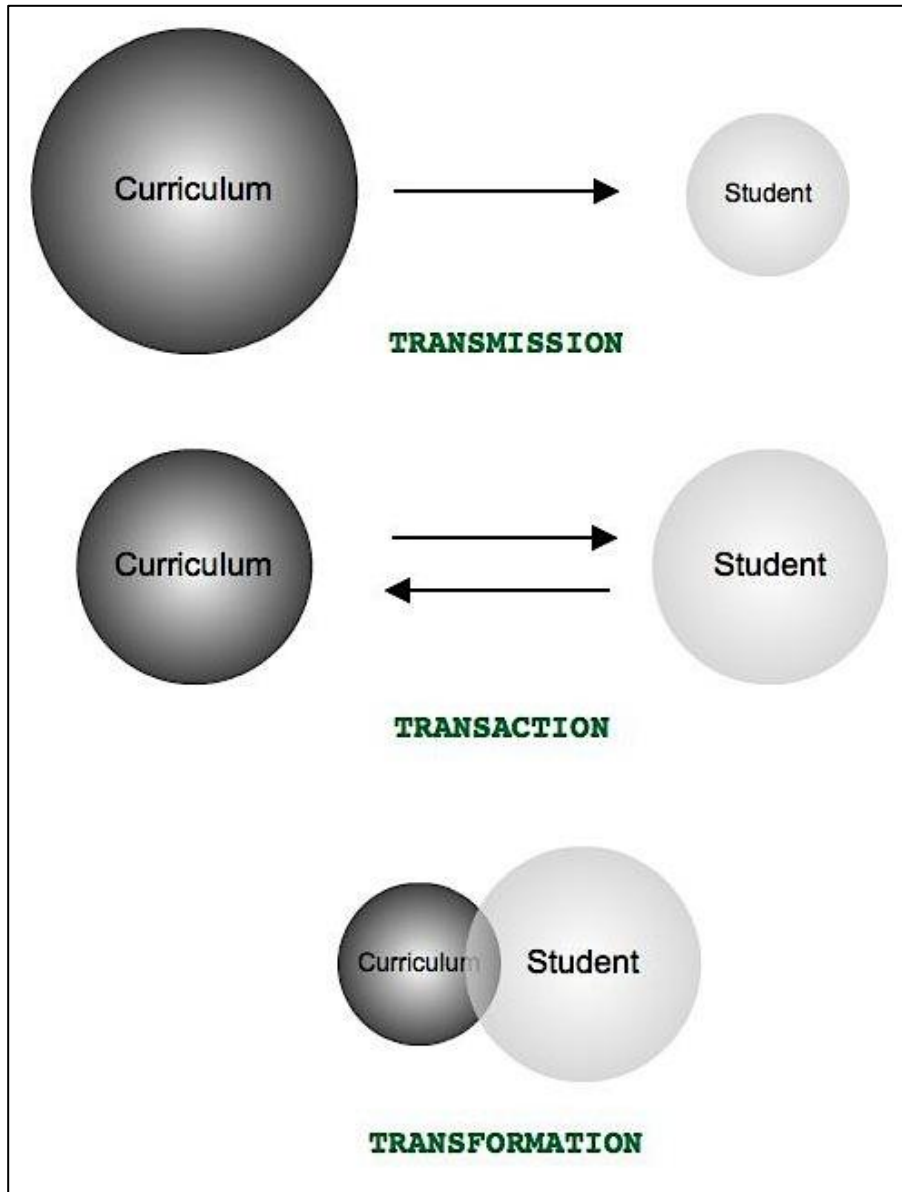 Curriculum
Student
TRANSMISSION
Curriculum
Student
TRANSACTION
Curriculum
Student
TRANSFORMATION